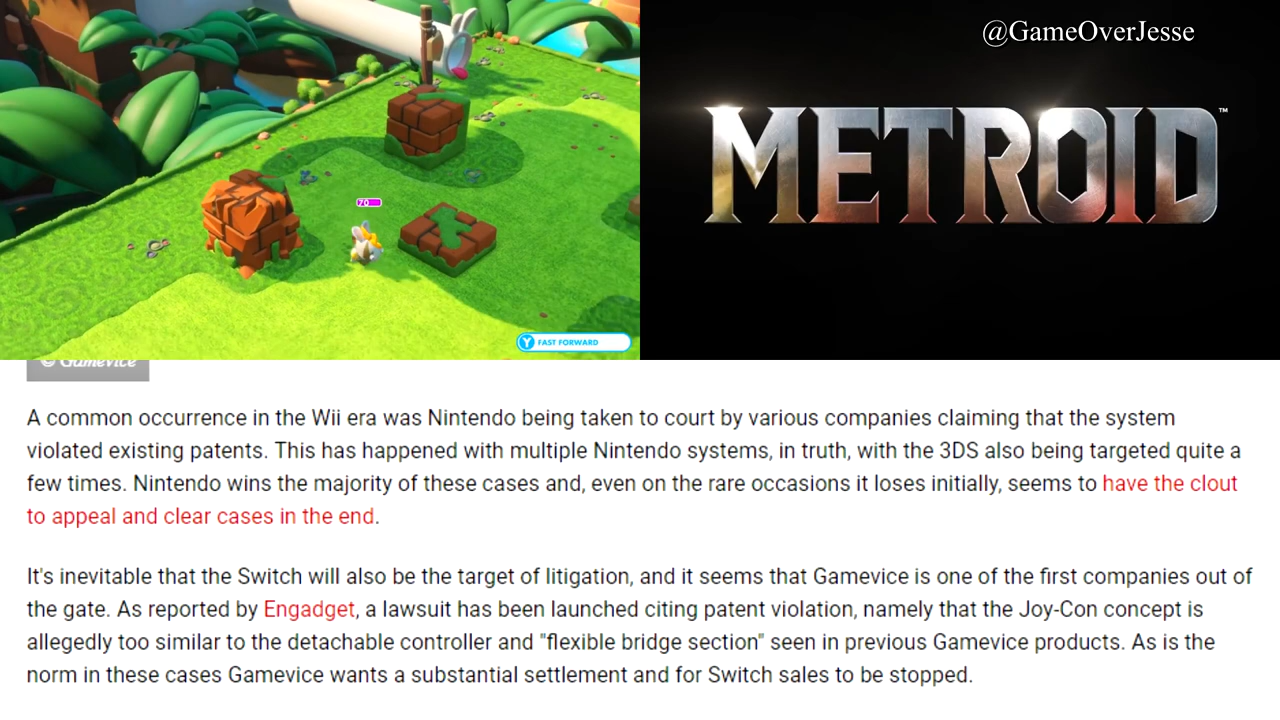 @GameOverJesse
METROID™
70
Y FAST FORWARD
© Gamevice
A common occurrence in the Wii era was Nintendo being taken to court by various companies claiming that the system
violated existing patents. This has happened with multiple Nintendo systems, in truth, with the 3DS also being targeted quite a
few times. Nintendo wins the majority of these cases and, even on the rare occasions it loses initially, seems to have the clout
to appeal and clear cases in the end.
It's inevitable that the Switch will also be the target of litigation, and it seems that Gamevice is one of the first companies out of
the gate. As reported by Engadget, a lawsuit has been launched citing patent violation, namely that the Joy-Con concept is
allegedly too similar to the detachable controller and "flexible bridge section" seen in previous Gamevice products. As is the
norm in these cases Gamevice wants a substantial settlement and for Switch sales to be stopped.